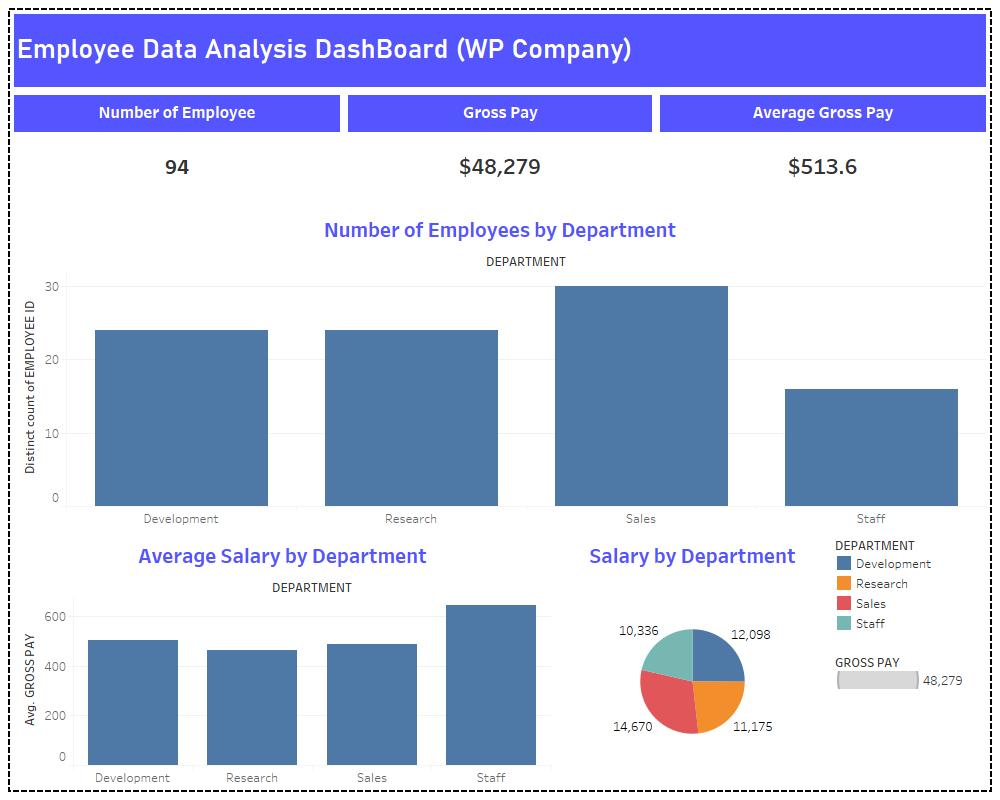 Employee Data Analysis DashBoard (WP Company)
Number of Employee
Gross Pay
Average Gross Pay
94
$48,279
$513.6
Number of Employees by Department
DEPARTMENT
Distinct count of EMPLOYEE ID
30
20
10
0
Development
Research
Sales
Staff
Average Salary by Department
DEPARTMENT
Avg. GROSS PAY
600
400
200
0
Development
Research
Sales
Staff
Salary by Department
10,336
12,098
14,670
11,175
DEPARTMENT
Development
Research
Sales
Staff
GROSS PAY
48,279